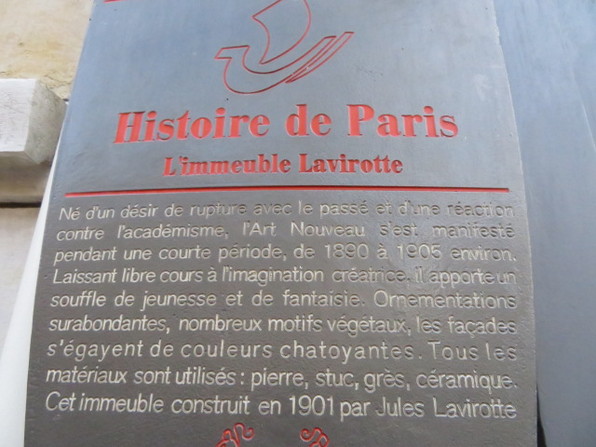 Histoire de Paris
L'immeuble Lavirotte
Né d'un désir de rupture avec le passé et d'une réaction
contre l'académisme, l'Art Nouveau s'est manifesté
pendant une courte période, de 1890 à 1905 environ.
Laissant libre cours à l'imagination créatrice, il apporte un
souffle de jeunesse et de fantaisie. Ornementations
surabondantes, nombreux motifs végétaux, les façades
s'égayent de couleurs chatoyantes. Tous les
matériaux sont utilisés : pierre, stuc, grès, céramique.
Cet immeuble construit en 1901 par Jules Lavirotte